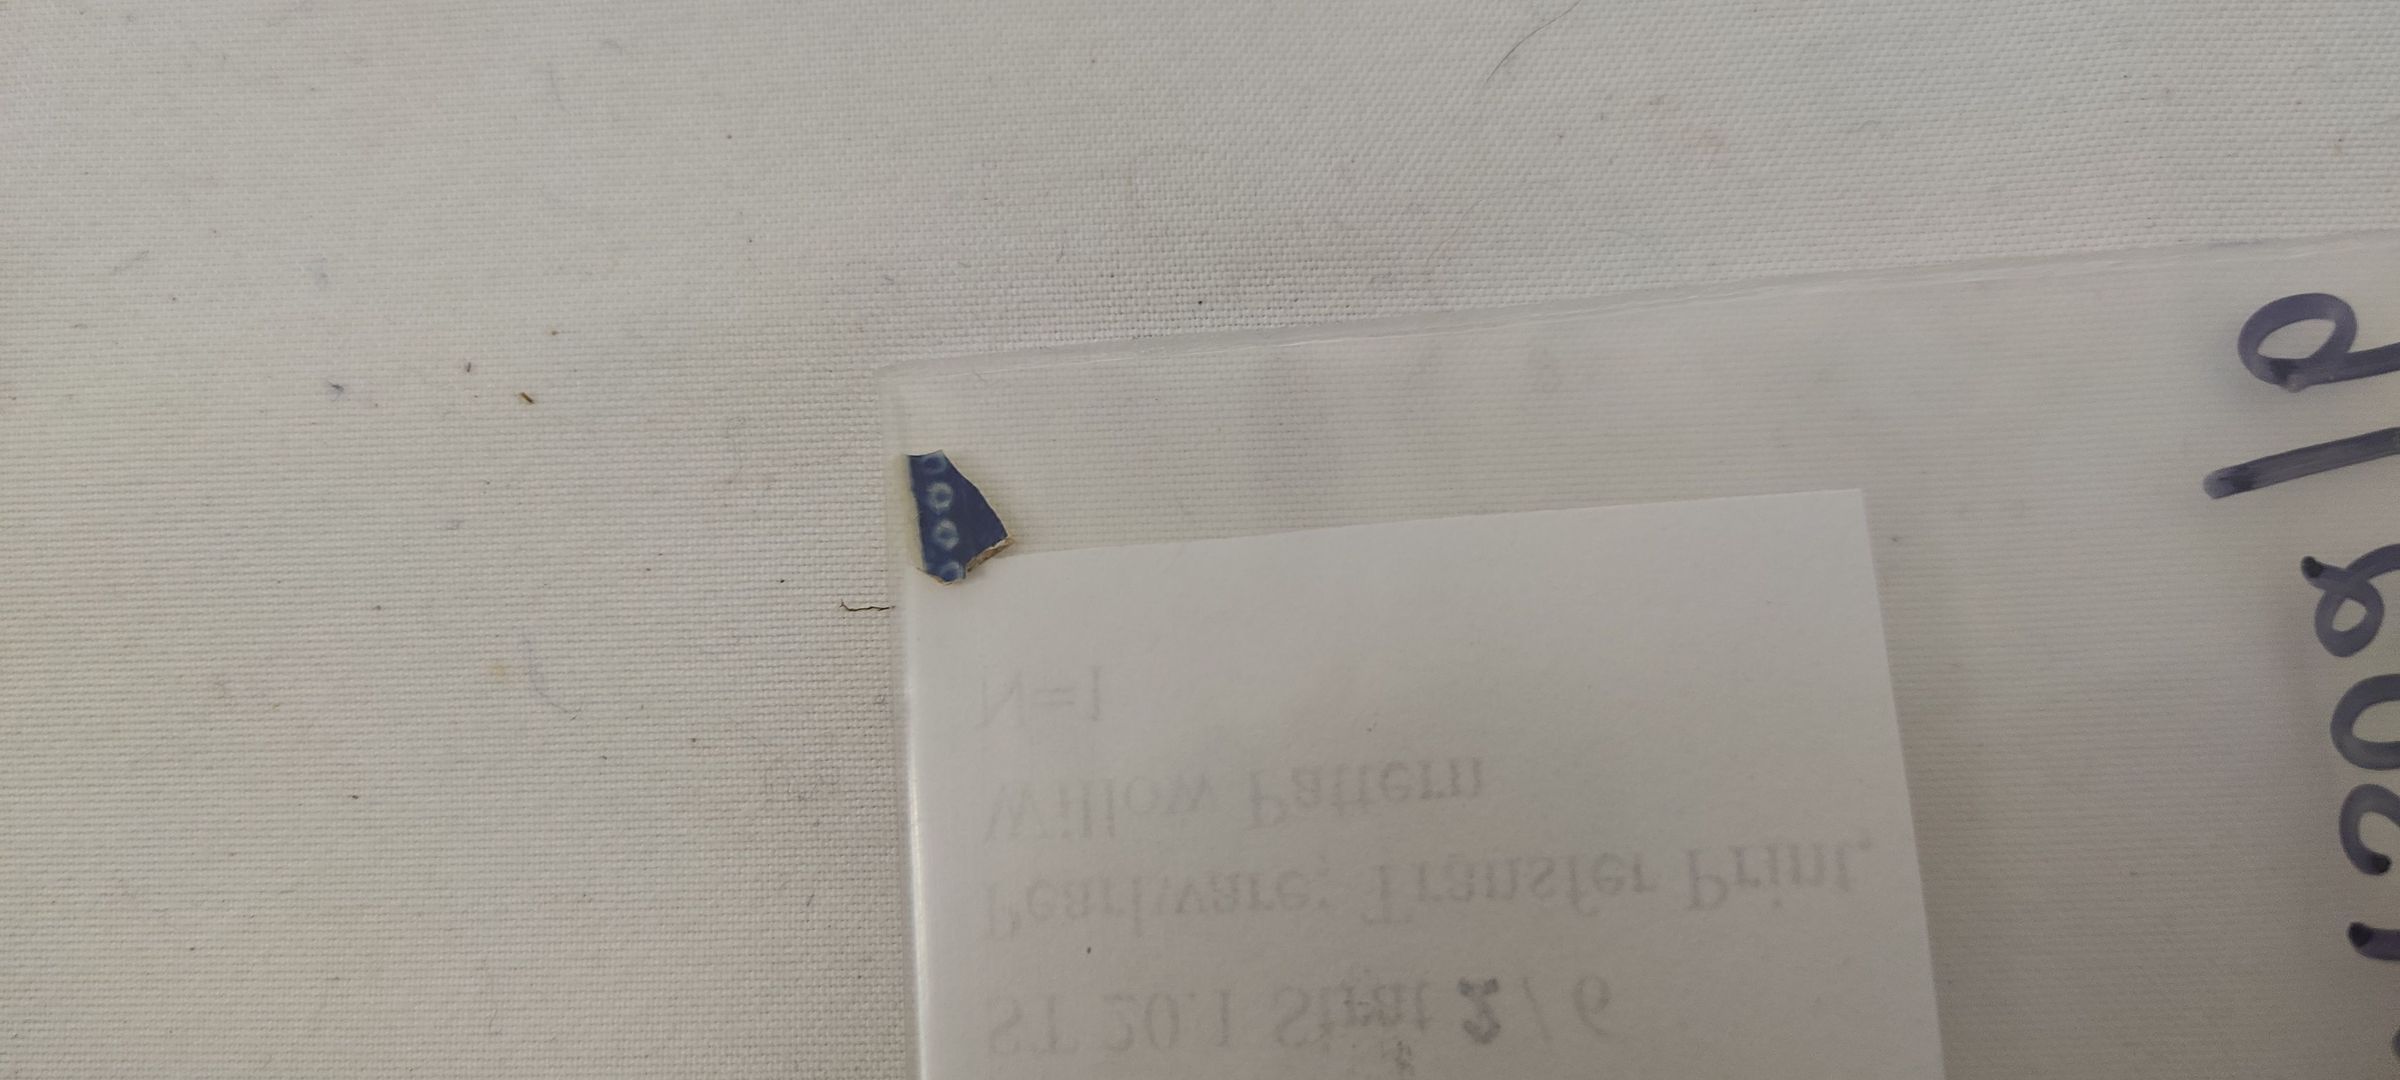 ST 20.1 Strat 2/6
Pearlware: Transfer Print,
Willow Pattern
N=1